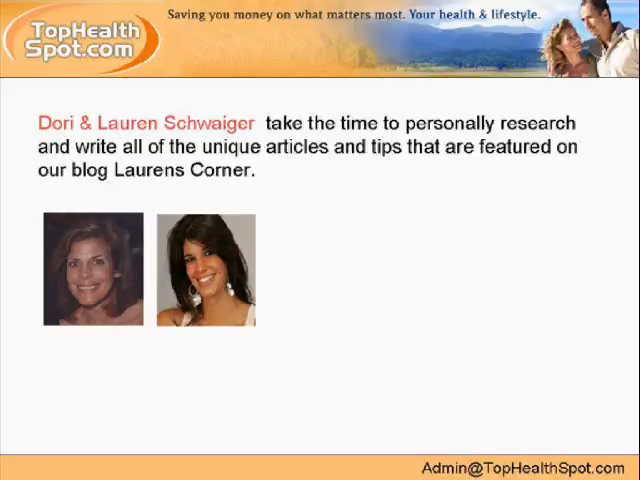 TopHealth
Spot.com
Saving you money on what matters most. Your health & lifestyle.
Dori & Lauren Schwaiger take the time to personally research
and write all of the unique articles and tips that are featured on
our blog Laurens Corner.
Admin@TopHealthSpot.com